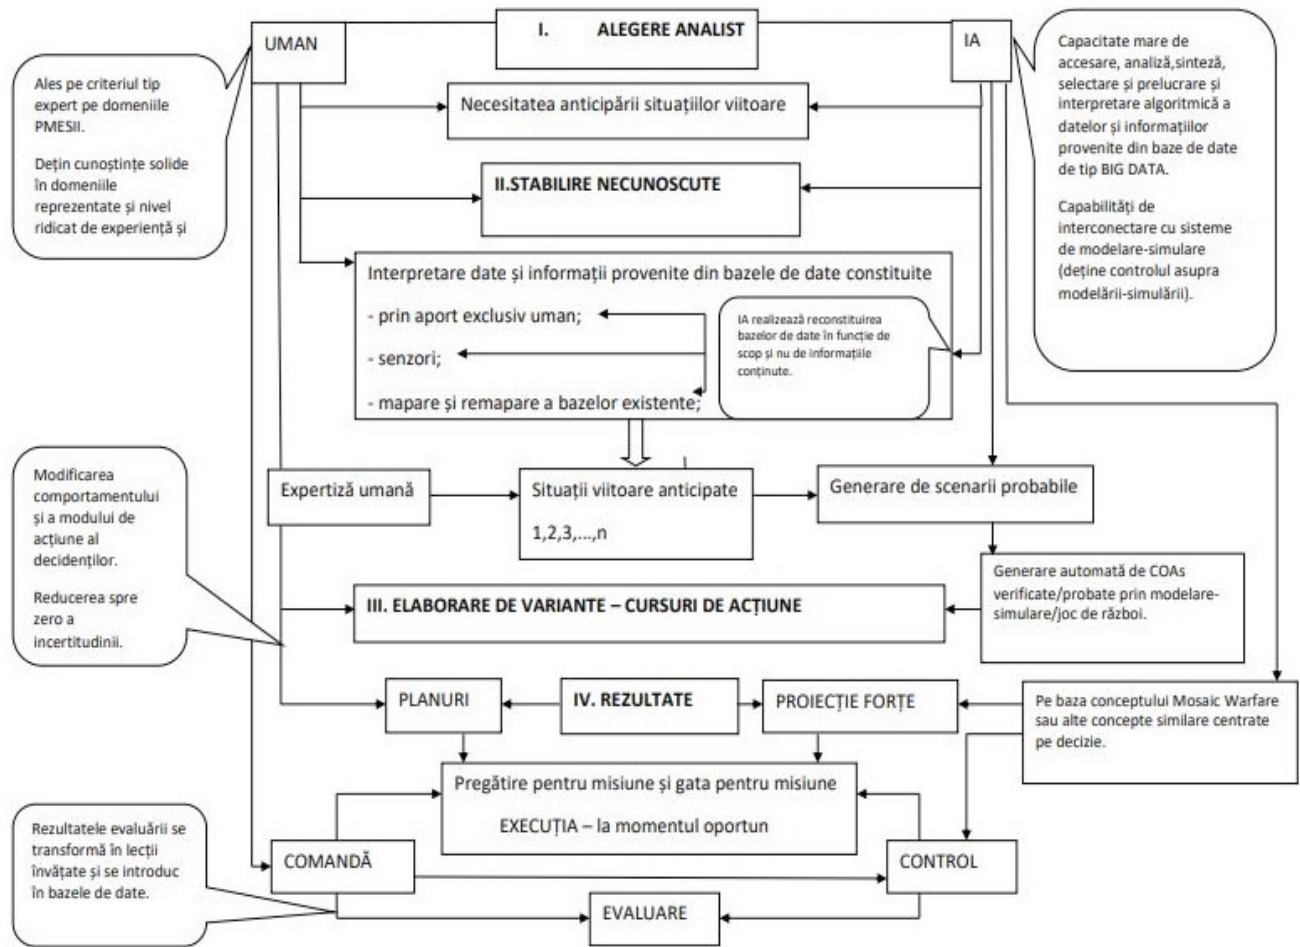 I. ALEGERE ANALIST
UMAN
IA
Ales pe criteriul tip
expert pe domeniile
PMESII.
Dețin cunoștințe solide
în domeniile
reprezentate și nivel
ridicat de experiență și
Capacitate mare de
accesare, analiză,sinteză,
selectare și prelucrare și
interpretare algoritmică a
datelor și informațiilor
provenite din baze de date
de tip BIG DATA.
Capabilități de
interconectare cu sisteme
de modelare-simulare
(deține controlul asupra
modelării-simulării).
Necesitatea anticipării situațiilor viitoare
II.STABILIRE NECUNOSCUTE
Interpretare date și informații provenite din bazele de date constituite
- prin aport exclusiv uman;
- senzori;
- mapare și remapare a bazelor existente;
IA realizează reconstituirea
bazelor de date în funcție de
scop și nu de informațiile
conținute.
Modificarea
comportamentului
și a modului de
acțiune al
decidenților.
Reducerea spre
zero a
incertitudinii.
Expertiză umană
Situații viitoare anticipate
1,2,3,...,n
Generare de scenarii probabile
Generare automată de COAs
verificate/probate prin modelare-
simulare/joc de război.
III. ELABORARE DE VARIANTE – CURSURI DE ACȚIUNE
PLANURI
IV. REZULTATE
PROIECȚIE FORȚE
Pe baza conceptului Mosaic Warfare
sau alte concepte similare centrate
pe decizie.
Pregătire pentru misiune și gata pentru misiune
EXECUȚIA – la momentul oportun
Rezultatele evaluării se
transformă în lecții
învățate și se introduc
în bazele de date.
COMANDĂ
CONTROL
EVALUARE